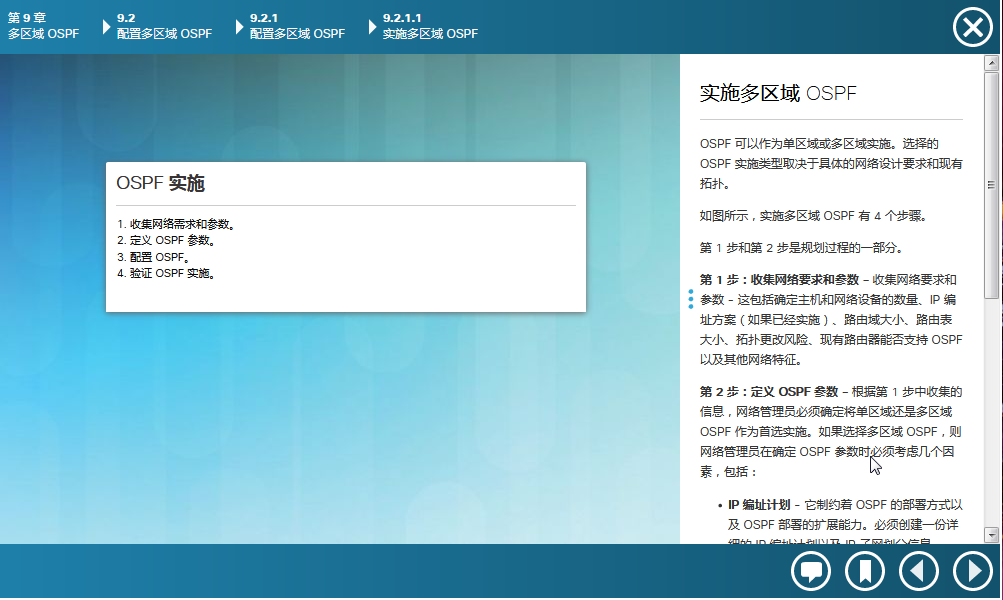 第 9 章
多区域 OSPF
9.2
配置多区域 OSPF
9.2.1
配置多区域 OSPF
9.2.1.1
实施多区域 OSPF
OSPF 实施
1. 收集网络需求和参数。
2. 定义 OSPF 参数。
3. 配置 OSPF。
4. 验证 OSPF 实施。
实施多区域 OSPF
OSPF 可以作为单区域或多区域实施。选择的
OSPF 实施类型取决于具体的网络设计要求和现有
拓扑。
如图所示，实施多区域 OSPF 有 4 个步骤。
第 1 步和第 2 步是规划过程的一部分。
第 1 步：收集网络要求和参数 – 收集网络要求和
参数 - 这包括确定主机和网络设备的数量、IP 编
址方案（如果已经实施）、路由域大小、路由表
大小、拓扑更改风险、现有路由器能否支持 OSPF
以及其他网络特征。
第 2 步：定义 OSPF 参数 – 根据第 1 步中收集的
信息，网络管理员必须确定将单区域还是多区域
OSPF 作为首选实施。如果选择多区域 OSPF，则
网络管理员在确定 OSPF 参数时必须考虑几个因
素，包括：
• IP 编址计划 - 它制约着 OSPF 的部署方式以
及 OSPF 部署的扩展能力。必须创建一份详
细的 IP 编址计划以及 IP 子网划分信息。